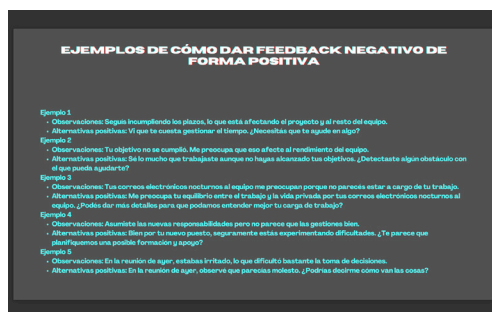 EJEMPLOS DE CÓMO DAR FEEDBACK NEGATIVO DE
FORMA POSITIVA
Ejemplo 1
• Observaciones: Seguís incumpliendo los plazos, lo que está afectando el proyecto y al resto del equipo.
• Alternativas positivas: Vi que te cuesta gestionar el tiempo. ¿Necesitás que te ayude en algo?
Ejemplo 2
• Observaciones: Tu objetivo no se cumplió. Me preocupa que eso afecte al rendimiento del equipo.
• Alternativas positivas: Sé lo mucho que trabajaste aunque no hayas alcanzado tus objetivos. ¿Detectaste algún obstáculo con
el que pueda ayudarte?
Ejemplo 3
• Observaciones: Tus correos electrónicos nocturnos al equipo me preocupan porque no parecés estar a cargo de tu trabajo.
• Alternativas positivas: Me preocupa tu equilibrio entre el trabajo y la vida privada por tus correos electrónicos nocturnos al
equipo. ¿Podés dar más detalles para que podamos entender mejor tu carga de trabajo?
Ejemplo 4
• Observaciones: Asumiste las nuevas responsabilidades pero no parece que las gestiones bien.
• Alternativas positivas: Bien por tu nuevo puesto, seguramente estás experimentando dificultades. ¿Te parece que
planifiquemos una posible formación y apoyo?
Ejemplo 5
• Observaciones: En la reunión de ayer, estabas irritado, lo que dificultó bastante la toma de decisiones.
• Alternativas positivas: En la reunión de ayer, observé que parecías molesto. ¿Podrías decirme cómo van las cosas?